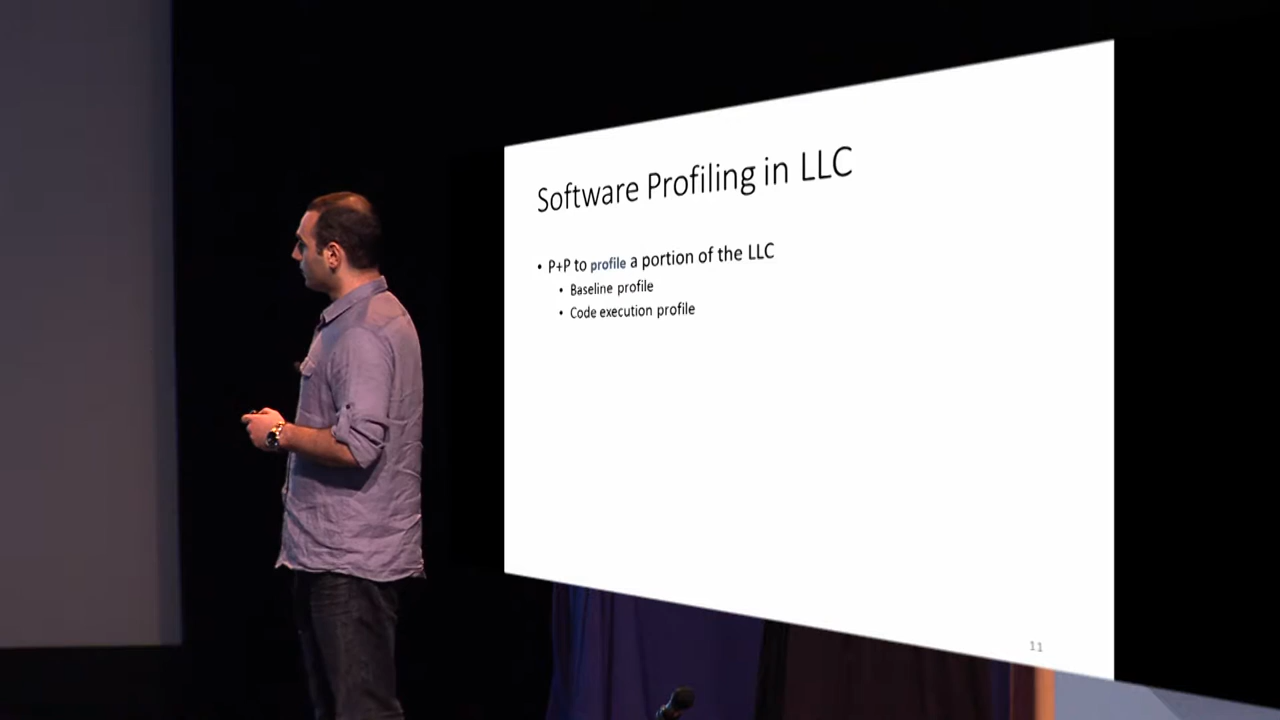 Software Profiling in LLC
• P+P to profile a portion of the LLC
• Baseline profile
• Code execution profile
11